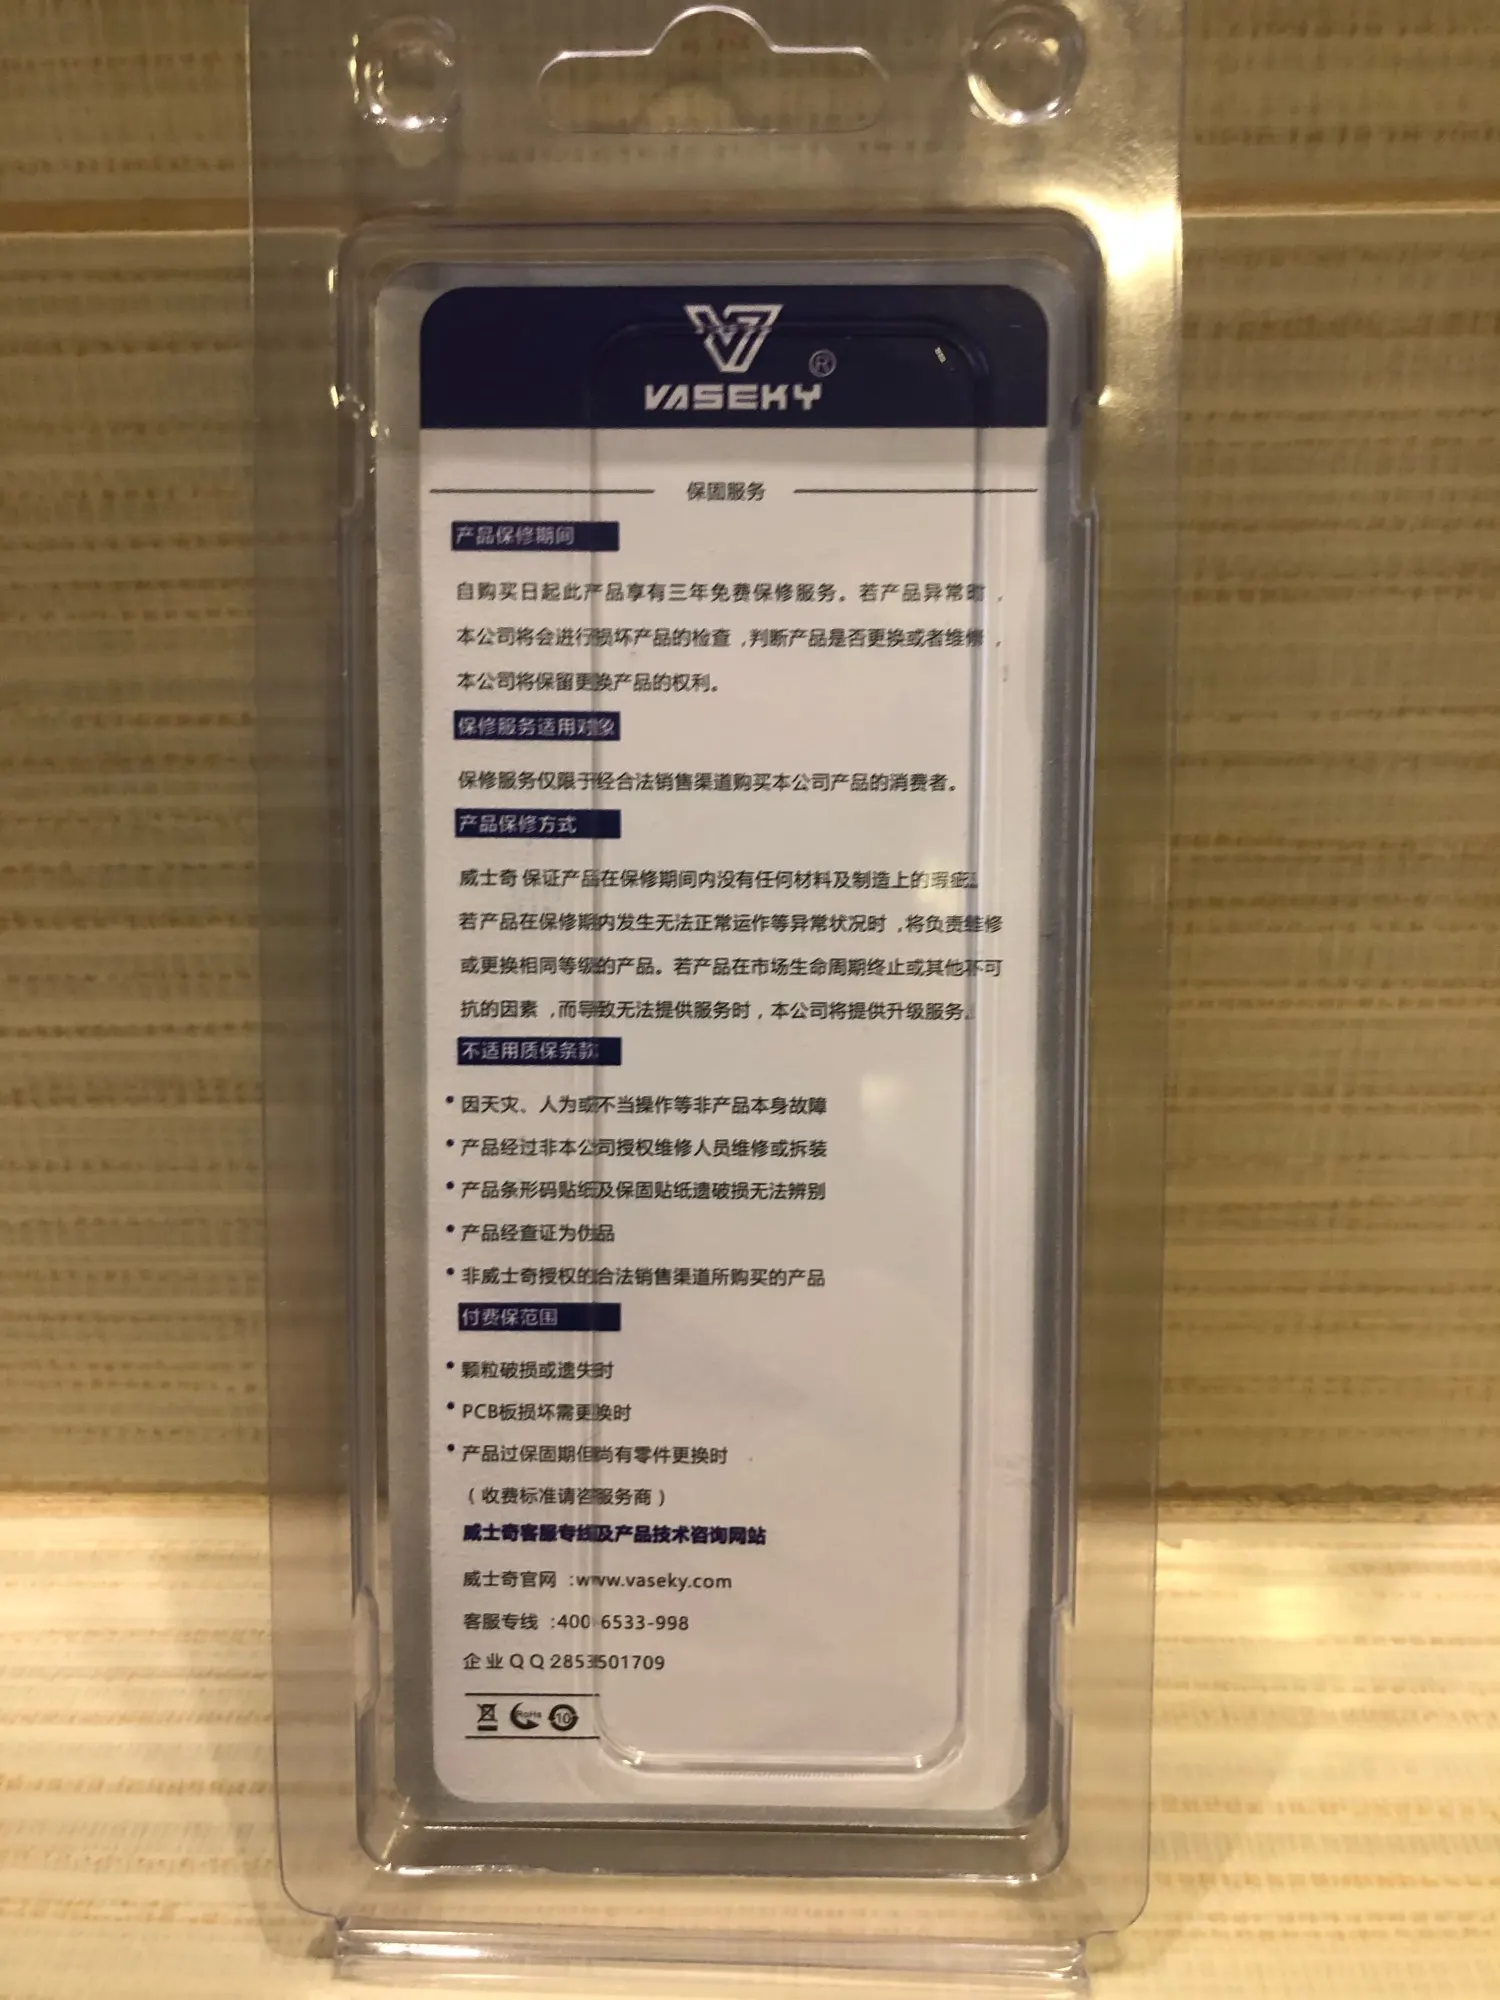 VASEKY®
保固服务
产品保修期间
自购买日起此产品享有三年免费保修服务。若产品异常时，
本公司将会进行损坏产品的检查，判断产品是否更换或者维修，
本公司将保留更换产品的权利。
保修服务适用对象
保修服务仅限于经合法销售渠道购买本公司产品的消费者。
产品保修方式
威士奇 保证产品在保修期间内没有任何材料及制造上的瑕疵。
若产品在保修期内发生无法正常运作等异常状况时，将负责维修
或更换相同等级的产品。若产品在市场生命周期终止或其他不可
抗的因素，而导致无法提供服务时，本公司将提供升级服务。
不适用质保条款
• 因天灾、人为或不当操作等非产品本身故障
• 产品经过非本公司授权维修人员维修或拆装
• 产品条形码贴纸及保固贴纸遗破损无法辨别
• 产品经查证为伪品
• 非威士奇授权的合法销售渠道所购买的产品
付费保范围
• 颗粒破损或遗失时
• PCB板损坏需更换时
• 产品过保固期但尚有零件更换时
（收费标准请咨服务商）
威士奇客服专线及产品技术咨询网站
威士奇官网 :www.vaseky.com
客服专线 :400-6533-998
企业QQ 2853501709
RoHs 10